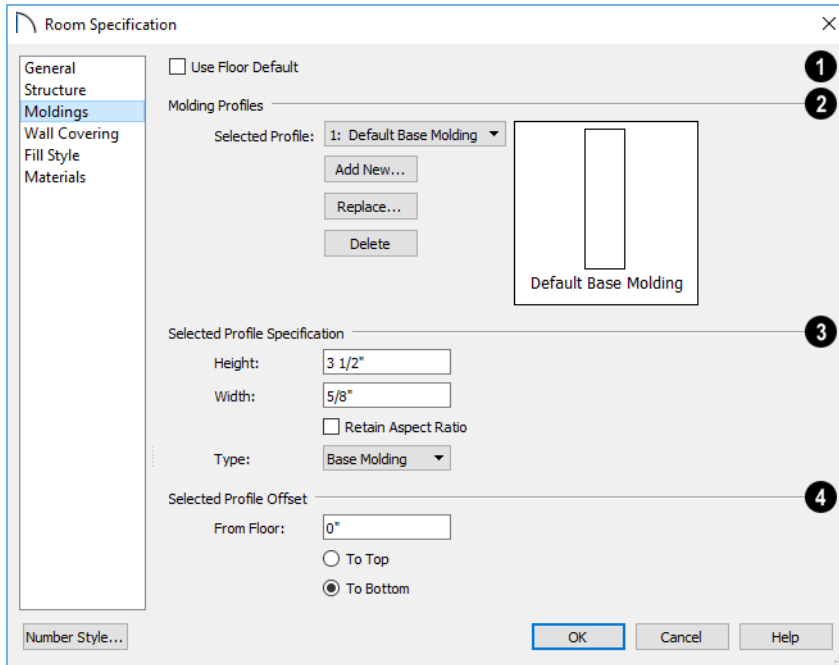 Room Specification
General
Structure
Moldings
Wall Covering
Fill Style
Materials
Use Floor Default
1
Molding Profiles
2
Selected Profile: 1: Default Base Molding
Add New...
Replace...
Delete
Default Base Molding
Selected Profile Specification
3
Height: 3 1/2"
Width: 5/8"
Retain Aspect Ratio
Type: Base Molding
Selected Profile Offset
4
From Floor: 0"
To Top
To Bottom
Number Style...
OK
Cancel
Help